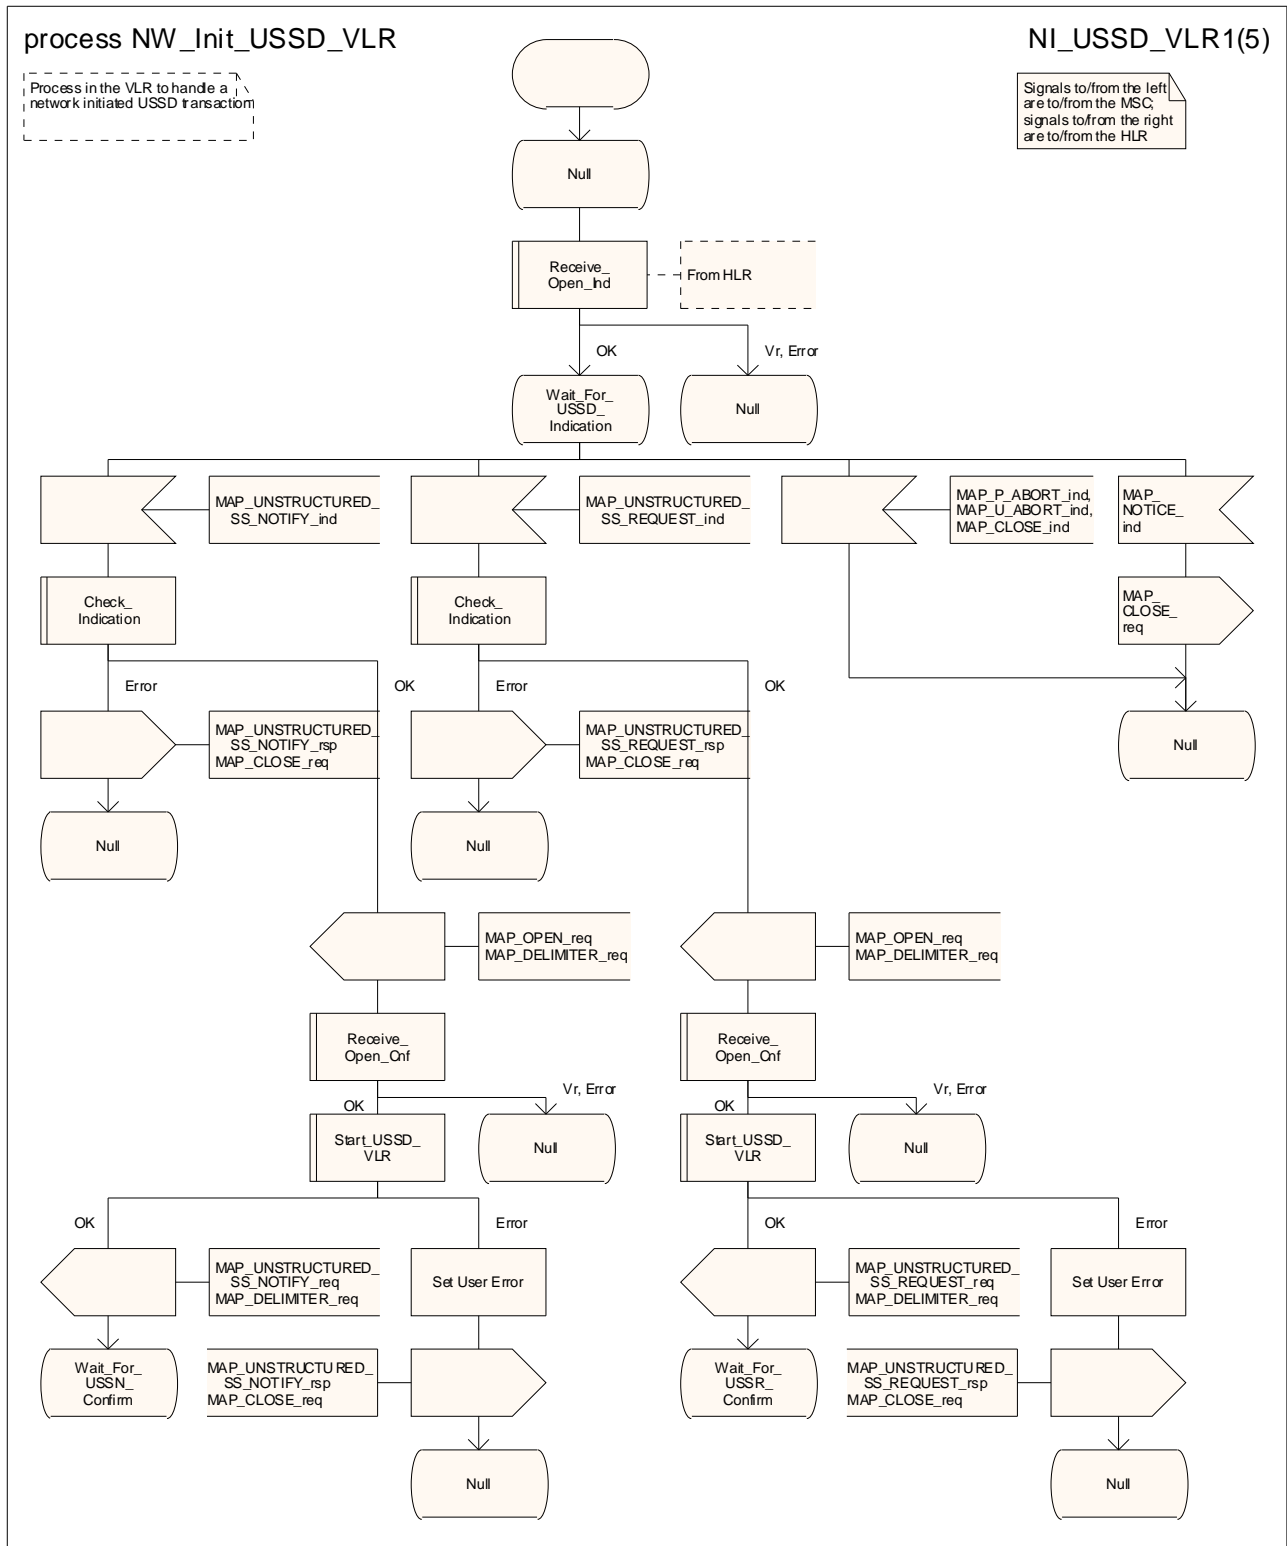 process NW_Init_USSD_VLR
NI_USSD_VLR1(5)
Process in the VLR to handle a
network initiated USSD transaction
Signals to/from the left
are to/from the MSC;
signals to/from the right
are to/from the HLR
Null
Receive_
Open_Ind
From HLR
OK
Vr, Error
Wait_For_
USSD_
Indication
Null
MAP_UNSTRUCTURED_
SS_NOTIFY_ind
MAP_UNSTRUCTURED_
SS_REQUEST_ind
MAP_P_ABORT_ind,
MAP_U_ABORT_ind,
MAP_CLOSE_ind
MAP_
NOTICE_
ind
Check_
Indication
Check_
Indication
MAP_
CLOSE_
req
Error
OK
Error
OK
MAP_UNSTRUCTURED_
SS_NOTIFY_rsp
MAP_CLOSE_req
MAP_UNSTRUCTURED_
SS_REQUEST_rsp
MAP_CLOSE_req
Null
Null
Null
MAP_OPEN_req
MAP_DELIMITER_req
MAP_OPEN_req
MAP_DELIMITER_req
Receive_
Open_Cnf
Receive_
Open_Cnf
OK
Vr, Error
OK
Vr, Error
Start_USSD_
VLR
Null
Start_USSD_
VLR
Null
OK
Error
OK
Error
MAP_UNSTRUCTURED_
SS_NOTIFY_req
MAP_DELIMITER_req
Set User Error
MAP_UNSTRUCTURED_
SS_REQUEST_req
MAP_DELIMITER_req
Set User Error
Wait_For_
USSN_
Confirm
MAP_UNSTRUCTURED_
SS_NOTIFY_rsp
MAP_CLOSE_req
Wait_For_
USSR_
Confirm
MAP_UNSTRUCTURED_
SS_REQUEST_rsp
MAP_CLOSE_req
Null
Null